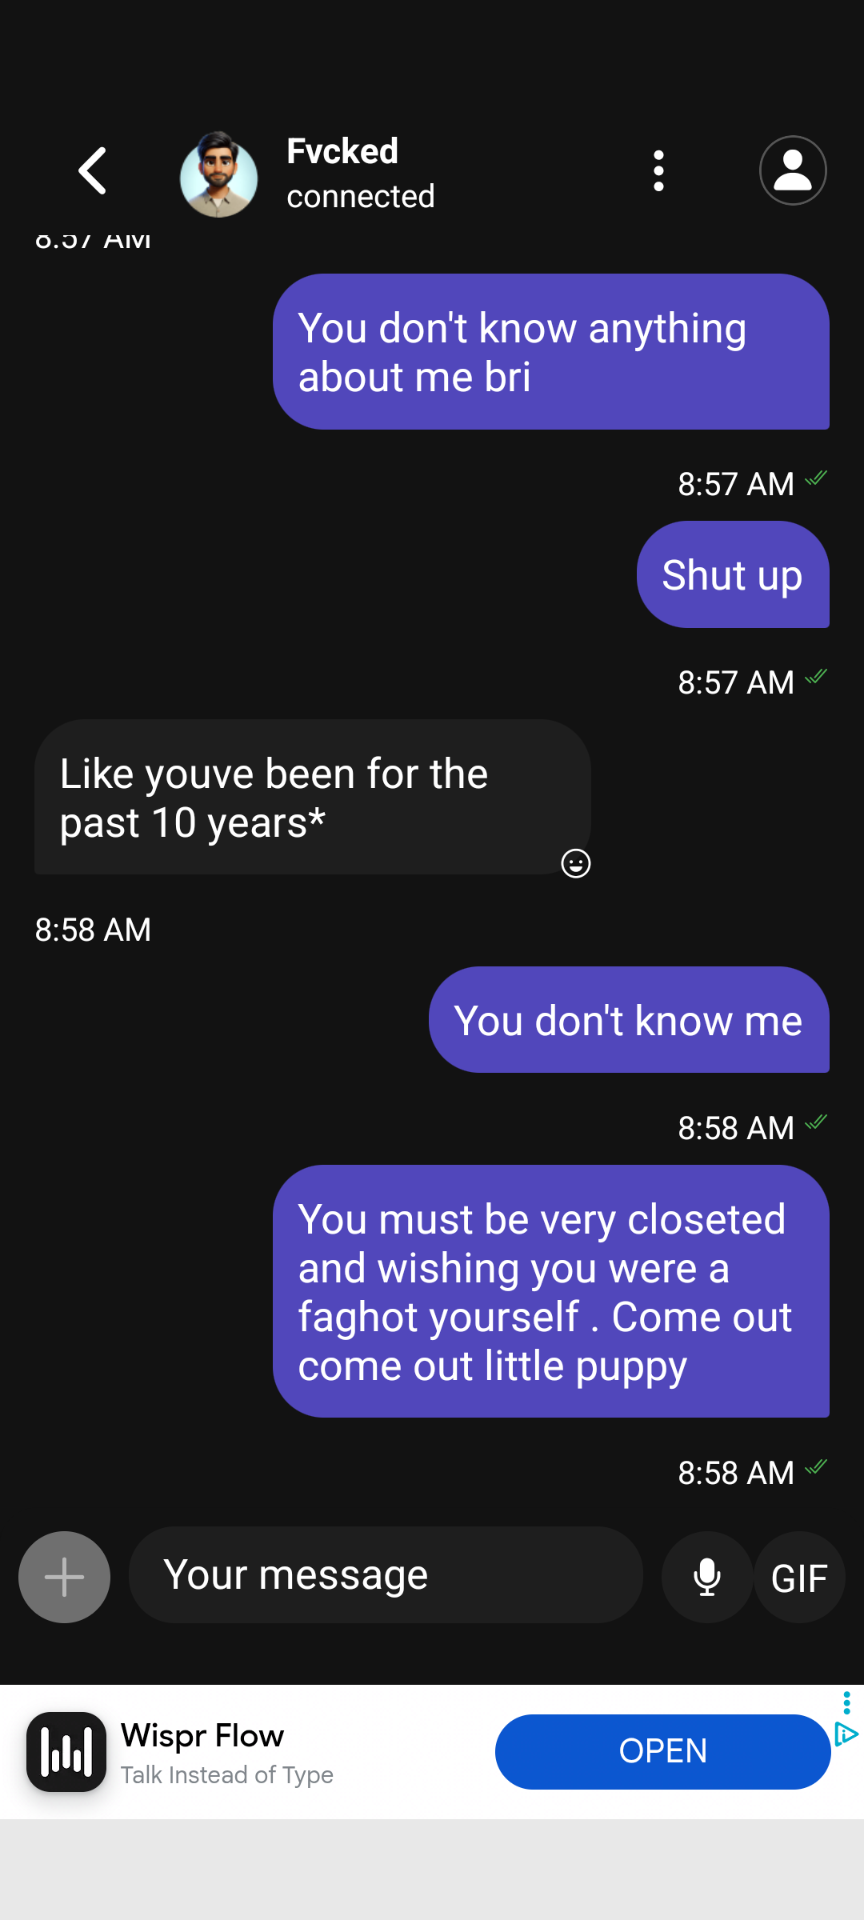 Fvcked
connected
8:57 AM
You don't know anything
about me bri
8:57 AM
Shut up
8:57 AM
Like youve been for the
past 10 years*
8:58 AM
You don't know me
8:58 AM
You must be very closeted
and wishing you were a
faghot yourself . Come out
come out little puppy
8:58 AM
Your message
GIF
Wispr Flow
Talk Instead of Type
OPEN